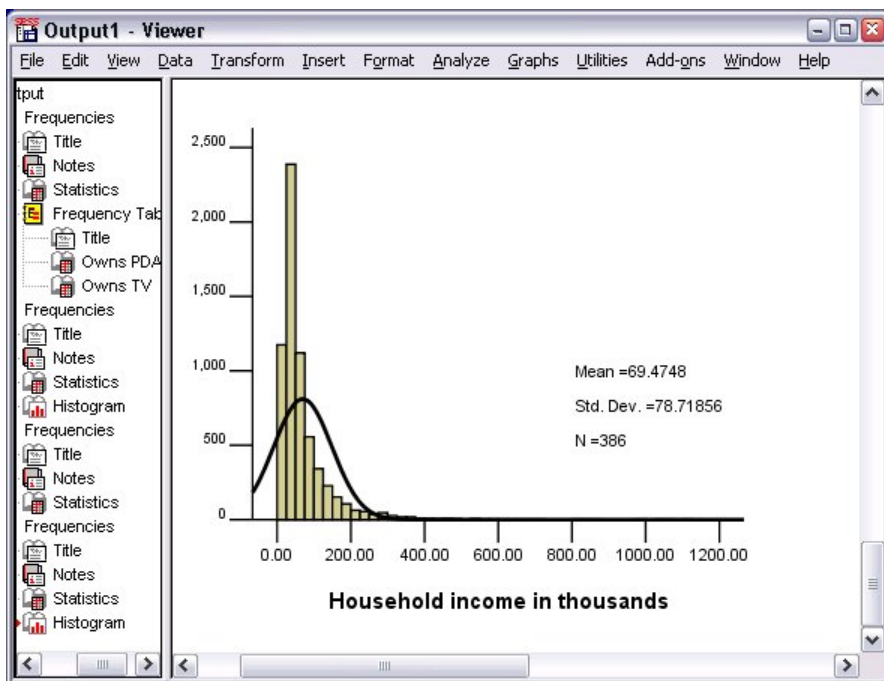 Output1 - Viewer
File Edit View Data Transform Insert Format Analyze Graphs Utilities Add-ons Window Help
tput
Frequencies
Title
Notes
Statistics
Frequency Tab
Title
Owns PDA
Owns TV
Frequencies
Title
Notes
Statistics
Histogram
Frequencies
Title
Notes
Statistics
Frequencies
Title
Notes
Statistics
Histogram
2,500
2,000
1,500
1,000
500
0
Mean =69.4748
Std. Dev. =78.71856
N =386
0.00 200.00 400.00 600.00 800.00 1000.00 1200.00
Household income in thousands